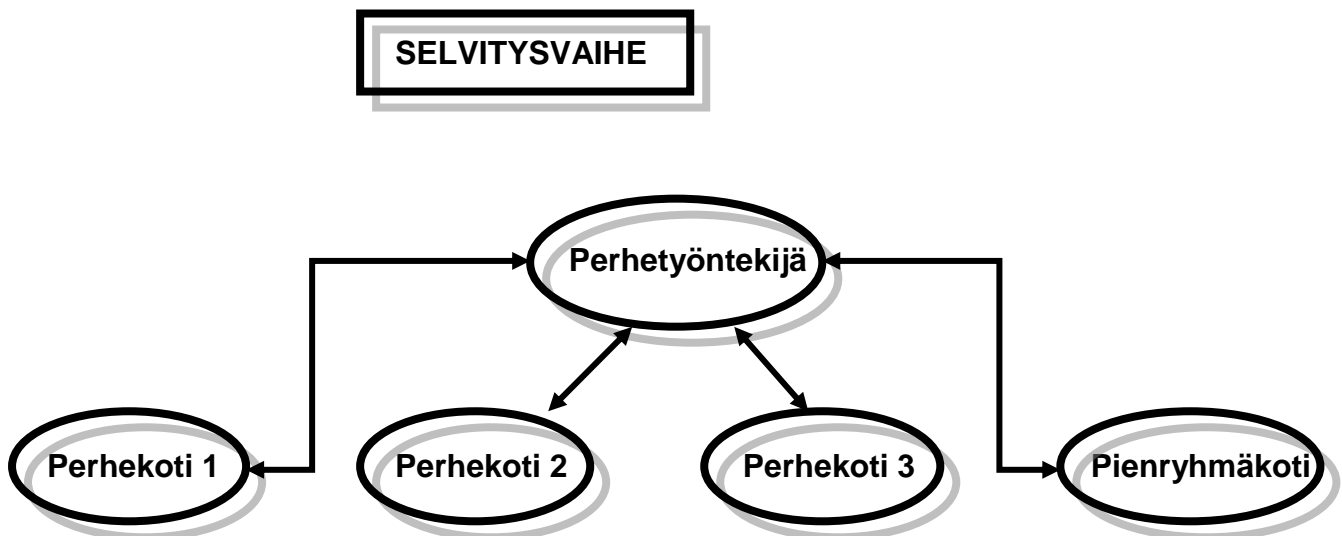 SELVITYSVAIHE
Perhetyöntekijä
Perhekoti 1
Perhekoti 2
Perhekoti 3
Pienryhmäkoti